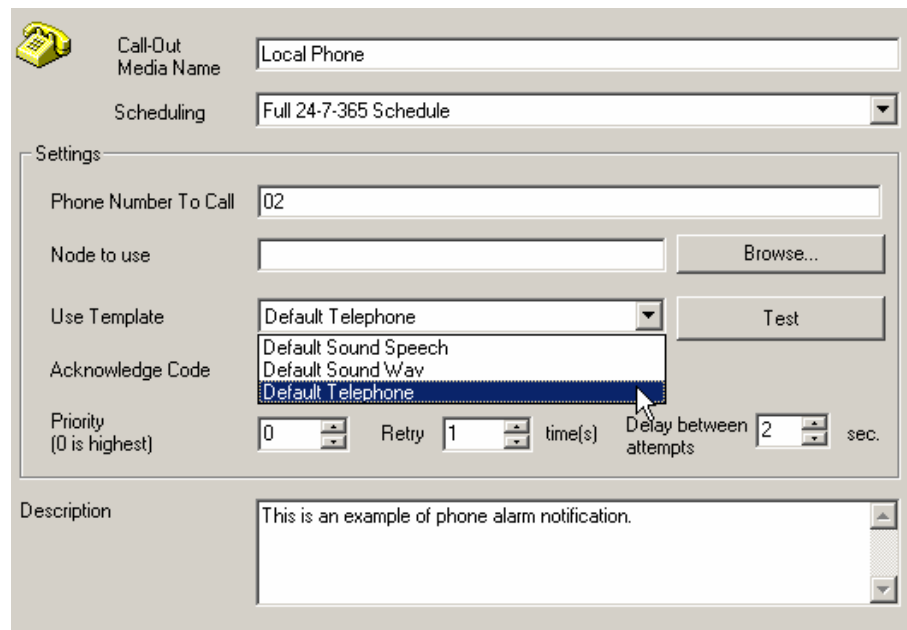 Call-Out
Media Name
Local Phone
Scheduling
Full 24-7-365 Schedule
Settings
Phone Number To Call
02
Node to use
Browse...
Use Template
Default Telephone
Test
Default Sound Speech
Default Sound Wav
Default Telephone
Acknowledge Code
Priority
(0 is highest)
0
Retry
1
time(s)
Delay between
attempts
2
sec.
Description
This is an example of phone alarm notification.